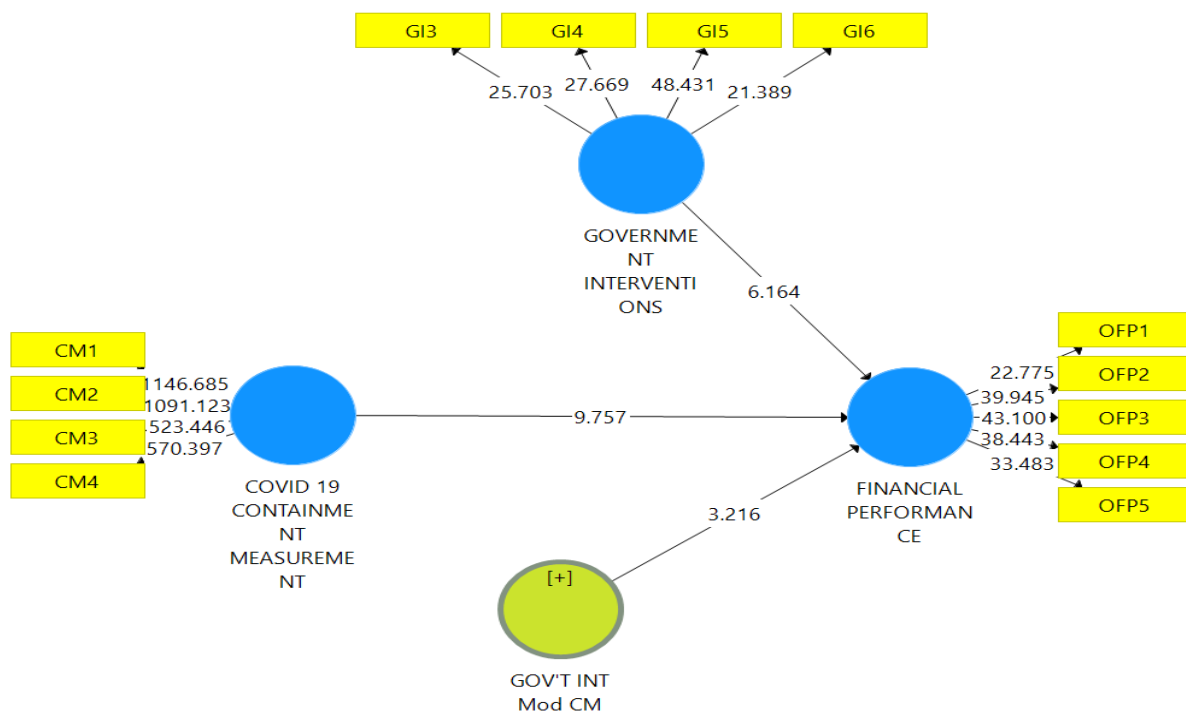 GI3 GI4 GI5 GI6
25.703 27.669 48.431 21.389
GOVERNME
NT
INTERVENTI
ONS
6.164
CM1
CM2
CM3
CM4
1146.685
1091.123
523.446
570.397
COVID 19
CONTAINME
NT
MEASUREME
NT
9.757
[+]
GOV'T INT
Mod CM
3.216
FINANCIAL
PERFORMAN
CE
22.775
39.945
43.100
38.443
33.483
OFP1
OFP2
OFP3
OFP4
OFP5